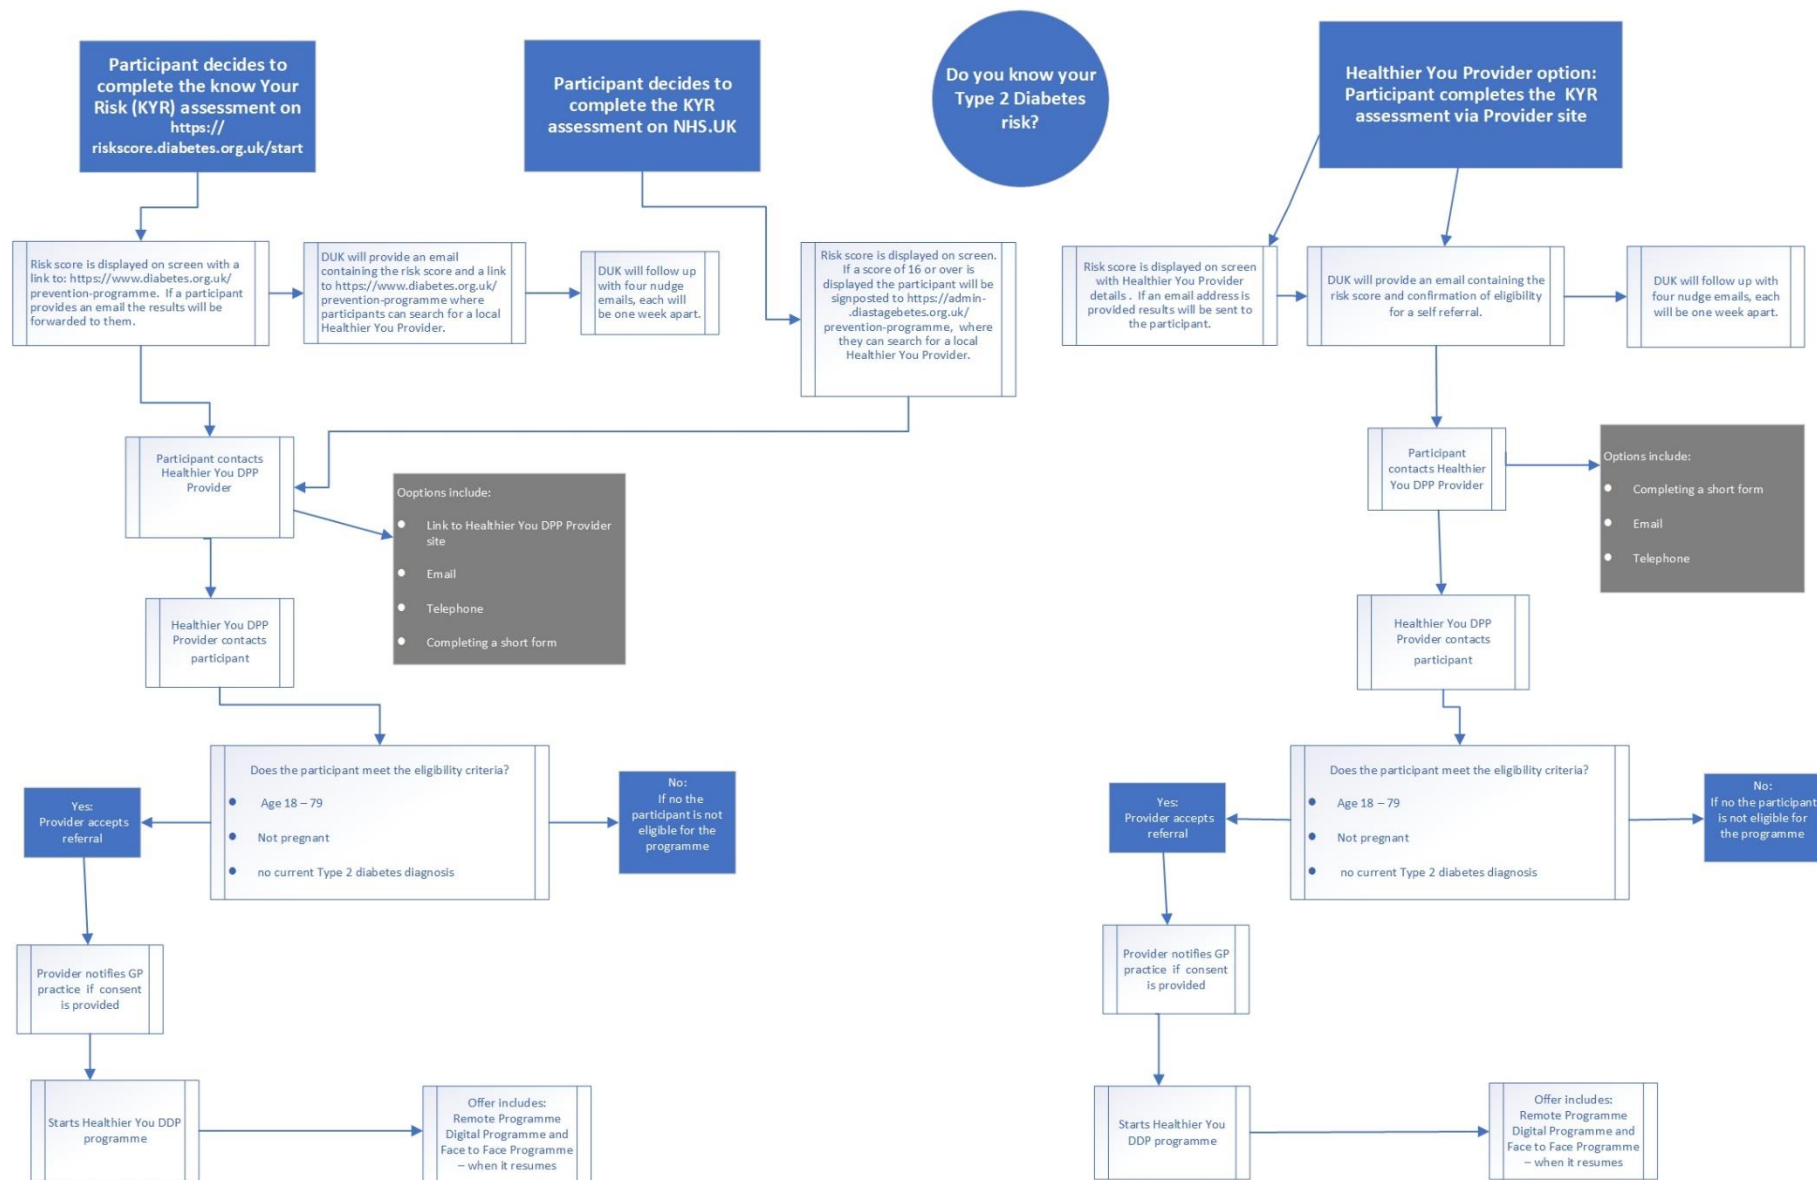 Participant decides to
complete the know Your
Risk (KYR) assessment on
https://
riskscore.diabetes.org.uk/start
Participant decides to
complete the KYR
assessment on NHS.UK
Do you know your
Type 2 Diabetes
risk?
Healthier You Provider option:
Participant completes the  KYR
assessment via Provider site
Risk score is displayed on screen with a
link to: https://www.diabetes.org.uk/
prevention-programme.  If a participant
provides an email the results will be
forwarded to them.
DUK will provide an email
containing the risk score and a link
to https://www.diabetes.org.uk/
prevention-programme where
participants can search for a local
Healthier You Provider.
DUK will follow up
with four nudge
emails, each will
be one week apart.
Risk score is displayed on screen.
If a score of 16 or over is
displayed the participant will be
signposted to https://admin-
.diastagebetes.org.uk/
prevention-programme,  where
they can search for a local
Healthier You Provider.
Risk score is displayed on screen
with Healthier You Provider
details .  If an email address is
provided results will be sent to
the participant.
DUK will provide an email containing the
risk score and confirmation of eligibility
for a self referral.
DUK will follow up with
four nudge emails, each
will be one week apart.
Participant contacts
Healthier You DPP
Provider
Ooptions include:
● Link to Healthier You DPP Provider
site
● Email
● Telephone
● Completing a short form
Healthier You DPP
Provider contacts
participant
Does the participant meet the eligibility criteria?
● Age 18 – 79
● Not pregnant
● no current Type 2 diabetes diagnosis
Yes:
Provider accepts
referral
No:
If no the
participant is not
eligible for the
programme
Provider notifies GP
practice  if  consent
is provided
Starts Healthier You DDP
programme
Offer includes:
Remote Programme
Digital Programme and
Face to Face Programme
– when it resumes
Participant
contacts Healthier
You DPP Provider
Options include:
● Completing a short form
● Email
● Telephone
Healthier You DPP
Provider contacts
participant
Does the participant meet the eligibility criteria?
● Age 18 – 79
● Not pregnant
● no current Type 2 diabetes diagnosis
Yes:
Provider accepts
referral
No:
If no the participant
is not eligible for
the programme
Provider notifies GP
practice  if  consent
is provided
Starts Healthier You
DDP programme
Offer includes:
Remote Programme
Digital Programme and
Face to Face Programme
– when it resumes